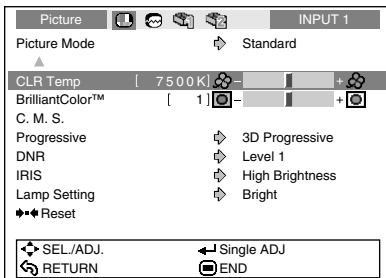 Picture INPUT 1
Picture Mode Standard
CLR Temp [ 7500K] - +
BrilliantColor™ [ 1] - +
C. M. S.
Progressive 3D Progressive
DNR Level 1
IRIS High Brightness
Lamp Setting Bright
Reset
SEL./ADJ. Single ADJ
RETURN END